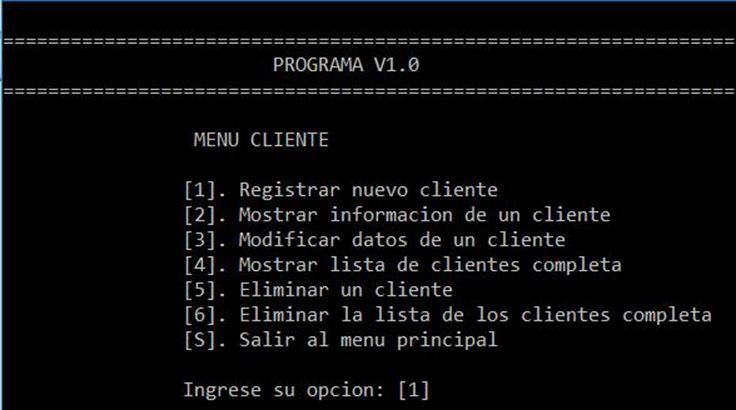 ==================================================================
PROGRAMA V1.0
==================================================================
MENU CLIENTE
[1]. Registrar nuevo cliente
[2]. Mostrar informacion de un cliente
[3]. Modificar datos de un cliente
[4]. Mostrar lista de clientes completa
[5]. Eliminar un cliente
[6]. Eliminar la lista de los clientes completa
[S]. Salir al menu principal
Ingrese su opcion: [1]